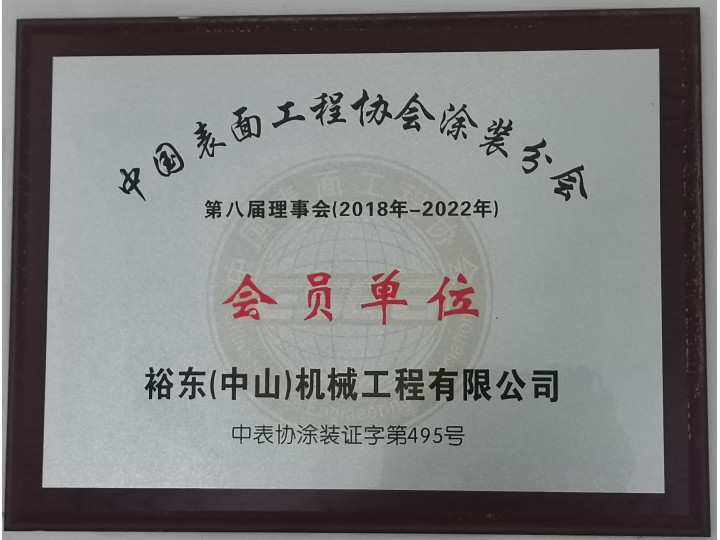 中国表面工程协会涂装分会
第八届理事会(2018年-2022年)
会员单位
裕东(中山)机械工程有限公司
中表协涂装证字第495号